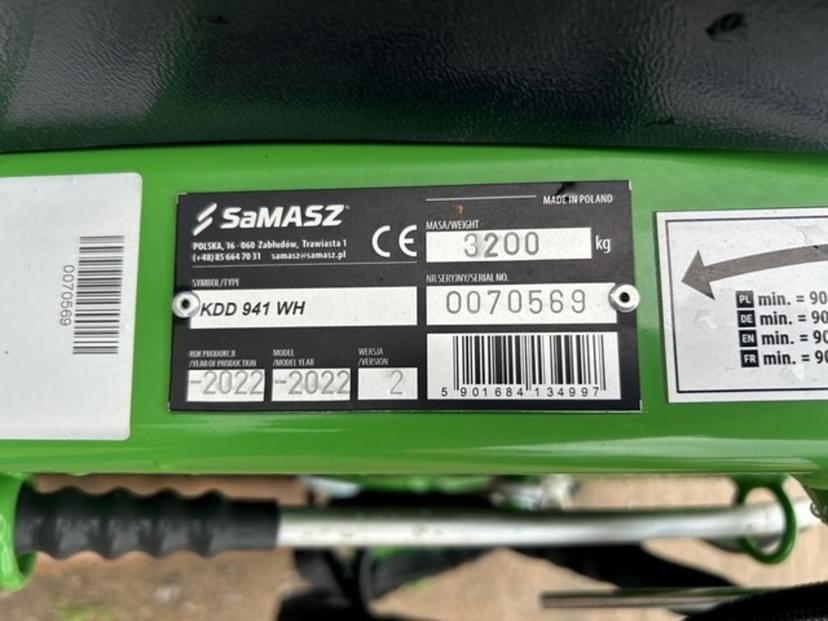 0070569
SaMASZ
POLSKA, 16-060 Zabłudów, Trawiasta 1
(+48) 85 664 70 31 samasz@samasz.pl
CE
MADE IN POLAND
MASA/WEIGHT
3200 kg
SYMBOL/TYPE
KDD 941 WH
NR SERYJNY/SERIAL NO.
0070569
ROK PRODUKCJI
/YEAR OF PRODUCTION
-2022
MODEL
/MODEL YEAR
-2022
WERSJA
/VERSION
2
5 901684 134997
PL min. = 90
DE min. = 90
EN min. = 90
FR min. = 90